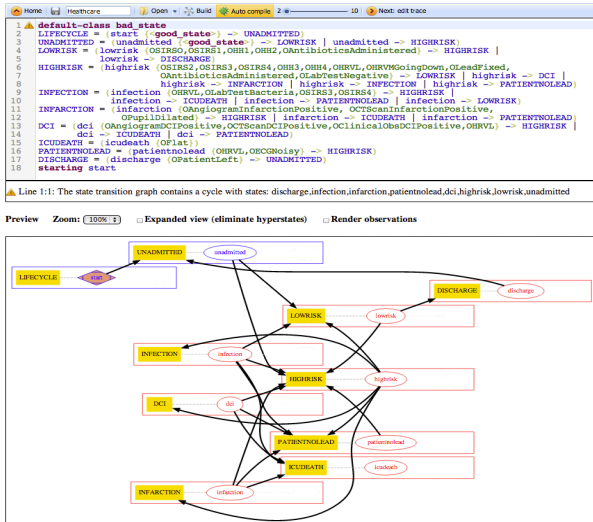 Home Healthcare Open Build Auto compile 2 10 Next: edit trace
1 default-class bad_state
2 LIFECYCLE = (start {<good_state>} -> UNADMITTED)
3 UNADMITTED = (unadmitted {<good_state>} -> LOWRISK | unadmitted -> HIGHRISK)
4 LOWRISK = (lowrisk {OSIRS0,OSIRS1,OHH1,OHH2,OAntibioticsAdministered} -> HIGHRISK |
5 lowrisk -> DISCHARGE)
6 HIGHRISK = (highrisk {OSIRS2,OSIRS3,OSIRS4,OHH3,OHH4,OHRVL,OHRVMGoingDown,OLeadFixed,
7 OAntibioticsAdministered,OLabTestNegative} -> LOWRISK | highrisk -> DCI |
8 highrisk -> INFARCTION | highrisk -> INFECTION | highrisk -> PATIENTNOLEAD)
9 INFECTION = (infection {OHRVL,OLabTestBacteria,OSIRS3,OSIRS4} -> HIGHRISK |
10 infection -> ICUDEATH | infection -> PATIENTNOLEAD | infection -> LOWRISK)
11 INFARCTION = (infarction {OAngiogramInfarctionPositive, OCTScanInfarctionPositive,
12 OPupilDilated} -> HIGHRISK | infarction -> ICUDEATH | infarction -> PATIENTNOLEAD)
13 DCI = (dci {OAngiogramDCIPositive,OCTScanDCIPositive,OClinicalObsDCIPositive,OHRVL} -> HIGHRISK |
14 dci -> ICUDEATH | dci -> PATIENTNOLEAD)
15 ICUDEATH = (icudeath {OFlat})
16 PATIENTNOLEAD = (patientnolead {OHRVL,OECGNoisy} -> HIGHRISK)
17 DISCHARGE = (discharge {OPatientLeft} -> UNADMITTED)
18 starting start
Line 1:1: The state transition graph contains a cycle with states: discharge,infection,infarction,patientnolead,dci,highrisk,lowrisk,unadmitted
Preview Zoom: 100% Expanded view (eliminate hyperstates) Render observations
UNADMITTED unadmitted
LIFECYCLE start
DISCHARGE discharge
LOWRISK lowrisk
INFECTION infection
HIGHRISK highrisk
DCI dci
PATIENTNOLEAD patientnolead
ICUDEATH icudeath
INFARCTION infarction